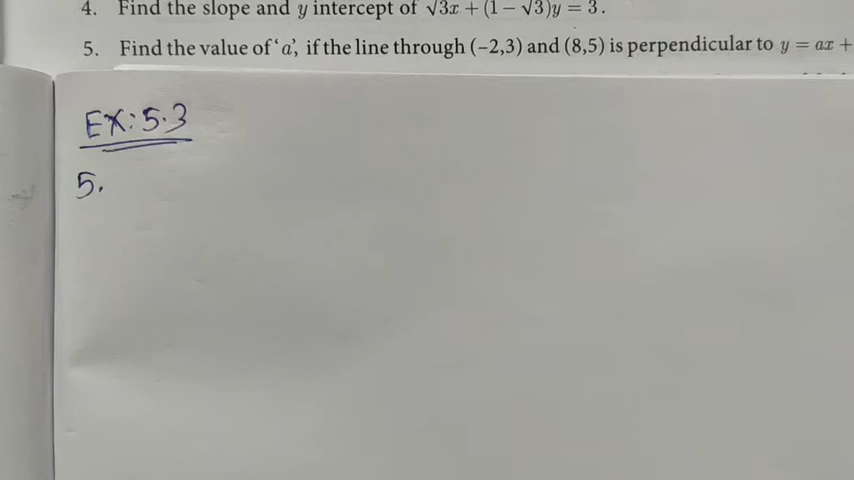 4. Find the slope and y intercept of √3x + (1 − √3)y = 3.
5. Find the value of ‘a’, if the line through (−2,3) and (8,5) is perpendicular to y = ax +
EX: 5.3
5.